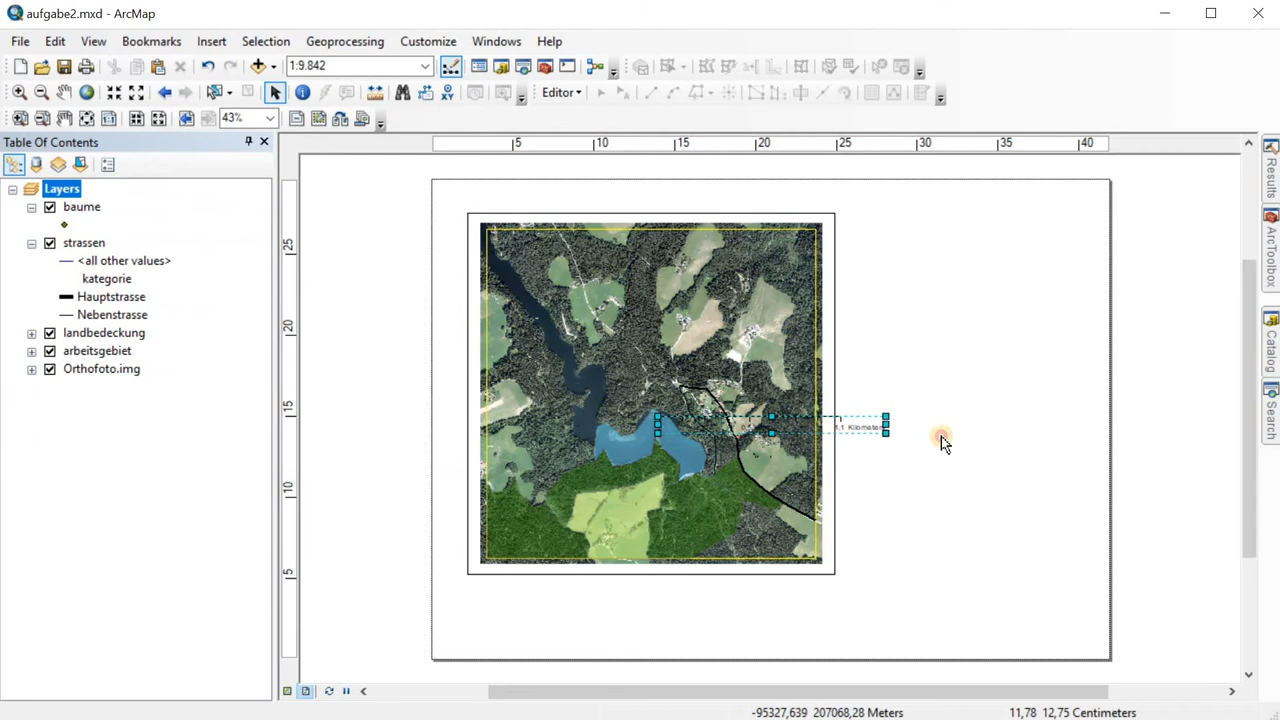 aufgabe2.mxd - ArcMap
File Edit View Bookmarks Insert Selection Geoprocessing Customize Windows Help
1:9.842
Editor
43%
Table Of Contents
Layers
baume
strassen
<all other values>
kategorie
Hauptstrasse
Nebenstrasse
landbedeckung
arbeitsgebiet
Orthofoto.img
5 10 15 20 25 30 35 40
25
20
15
10
5
1,1 Kilometer
Results
ArcToolbox
Catalog
Search
-95327,639 207068,28 Meters
11,78 12,75 Centimeters